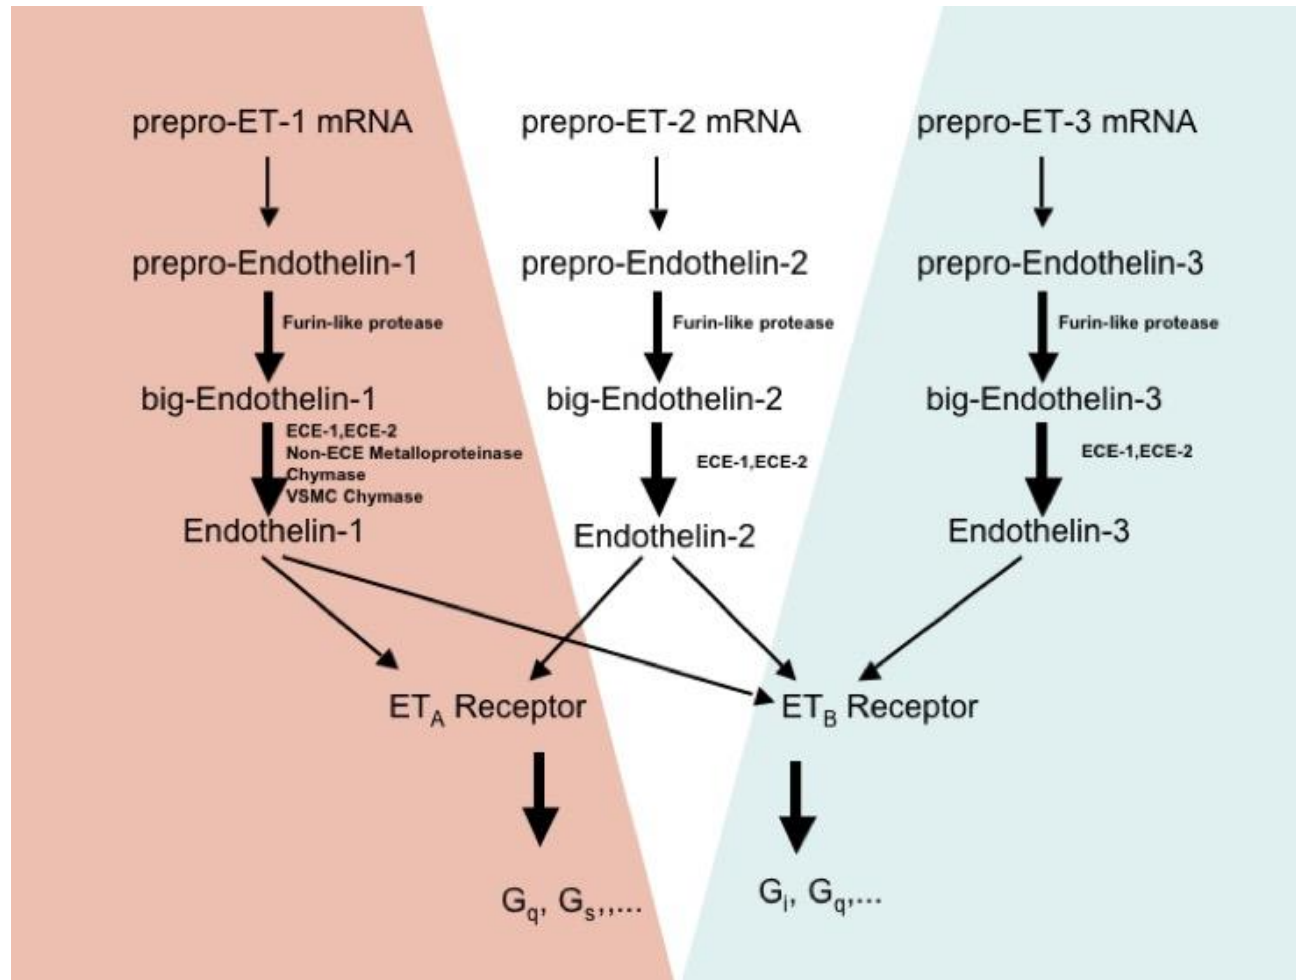 prepro-ET-1 mRNA
prepro-ET-2 mRNA
prepro-ET-3 mRNA
prepro-Endothelin-1
prepro-Endothelin-2
prepro-Endothelin-3
Furin-like protease
Furin-like protease
Furin-like protease
big-Endothelin-1
big-Endothelin-2
big-Endothelin-3
ECE-1,ECE-2
Non-ECE Metalloproteinase
Chymase
VSMC Chymase
ECE-1,ECE-2
ECE-1,ECE-2
Endothelin-1
Endothelin-2
Endothelin-3
ETA Receptor
ETB Receptor
Gq, Gs,,...
Gi, Gq,...